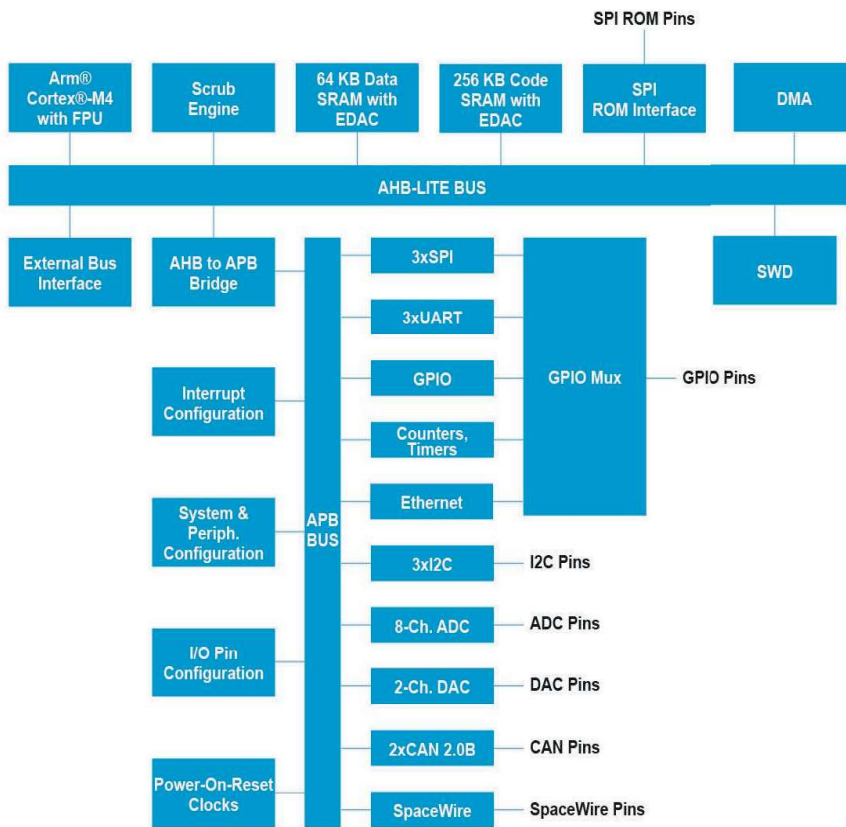 SPI ROM Pins
Arm®
Cortex®-M4
with FPU
Scrub
Engine
64 KB Data
SRAM with
EDAC
256 KB Code
SRAM with
EDAC
SPI
ROM Interface
DMA
AHB-LITE BUS
External Bus
Interface
AHB to APB
Bridge
3xSPI
SWD
3xUART
Interrupt
Configuration
GPIO
GPIO Mux
GPIO Pins
Counters,
Timers
System &
Periph.
Configuration
APB
BUS
Ethernet
3xI2C
I2C Pins
8-Ch. ADC
ADC Pins
I/O Pin
Configuration
2-Ch. DAC
DAC Pins
2xCAN 2.0B
CAN Pins
Power-On-Reset
Clocks
SpaceWire
SpaceWire Pins